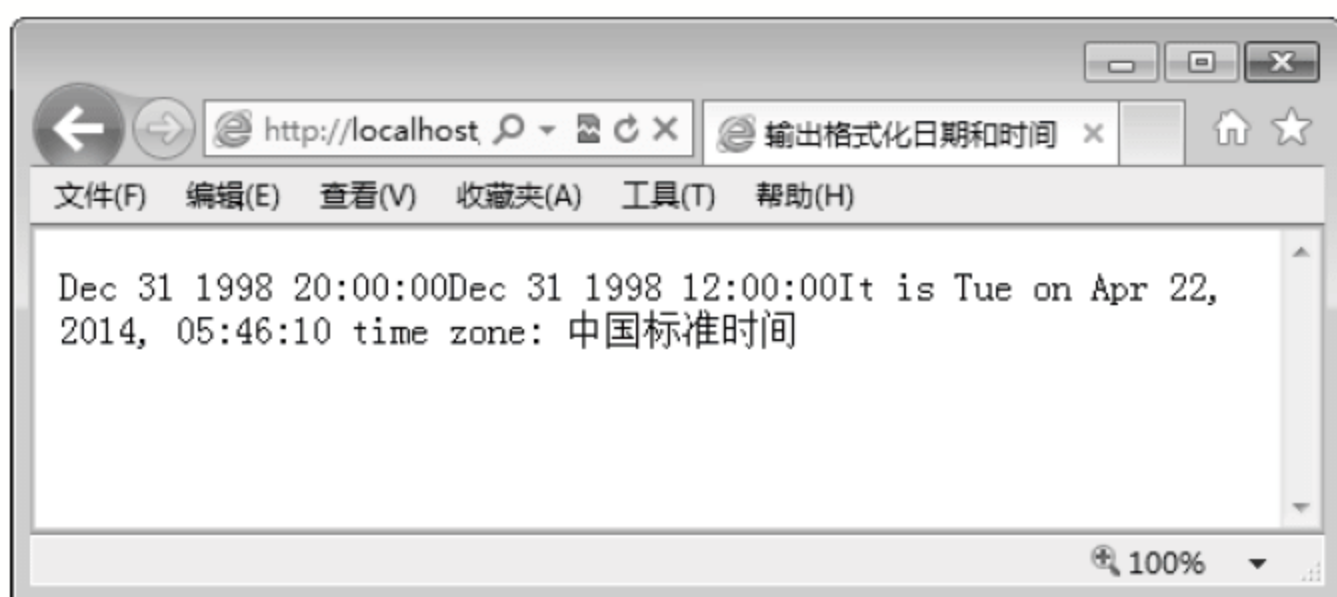 http://localhost
输出格式化日期和时间
文件(F) 编辑(E) 查看(V) 收藏夹(A) 工具(T) 帮助(H)
Dec 31 1998 20:00:00Dec 31 1998 12:00:00It is Tue on Apr 22,
2014, 05:46:10 time zone: 中国标准时间
100%